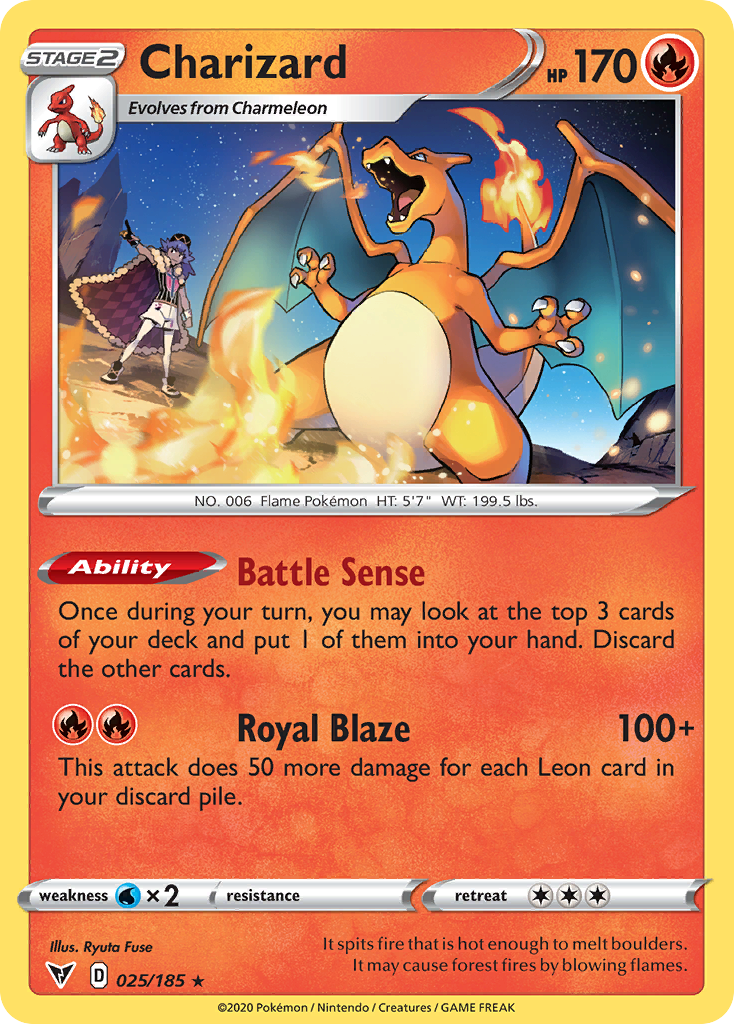 STAGE 2
Charizard
HP 170
Evolves from Charmeleon
NO. 006 Flame Pokémon HT: 5'7" WT: 199.5 lbs.
Ability Battle Sense
Once during your turn, you may look at the top 3 cards
of your deck and put 1 of them into your hand. Discard
the other cards.
Royal Blaze 100+
This attack does 50 more damage for each Leon card in
your discard pile.
weakness ×2 resistance retreat
Illus. Ryuta Fuse
It spits fire that is hot enough to melt boulders.
It may cause forest fires by blowing flames.
D 025/185 ★
©2020 Pokémon / Nintendo / Creatures / GAME FREAK